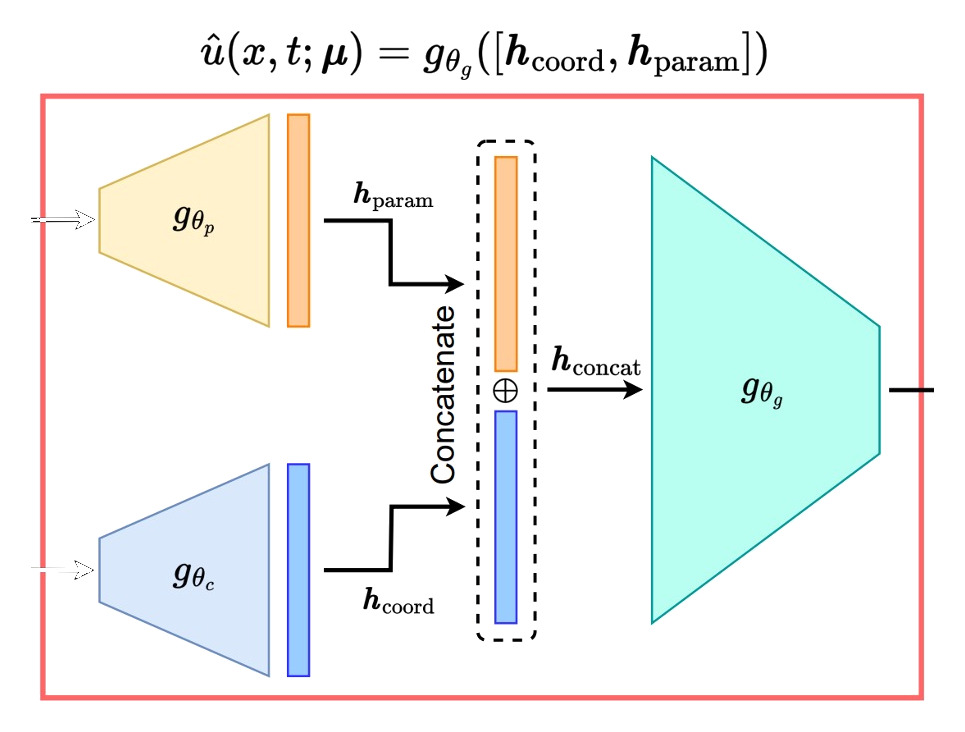 û(x, t; μ) = g_{θ_g}([h_coord, h_param])
g_{θ_p}
h_param
Concatenate
h_concat
g_{θ_g}
g_{θ_c}
h_coord